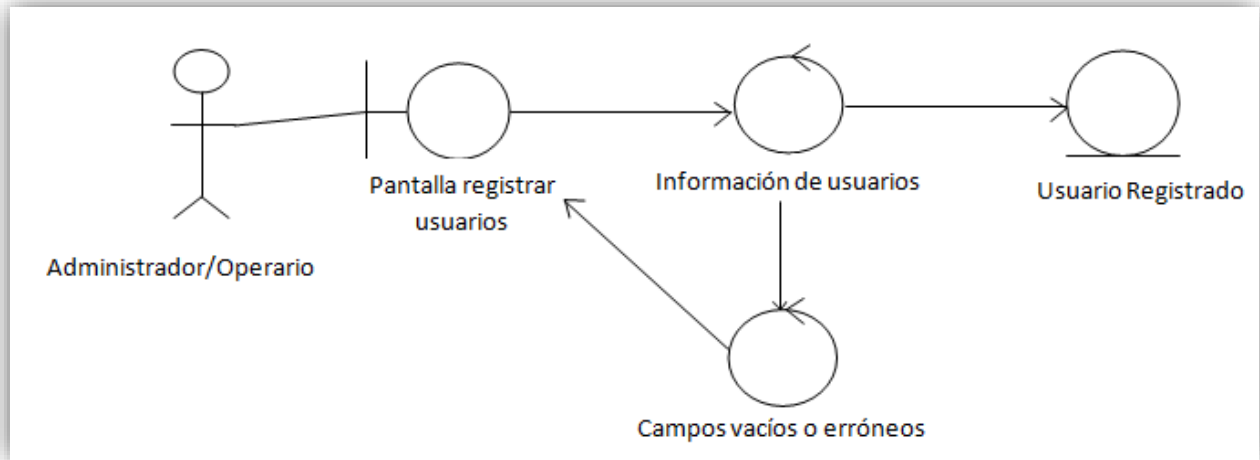 Administrador/Operario
Pantalla registrar
usuarios
Información de usuarios
Usuario Registrado
Campos vacíos o erróneos